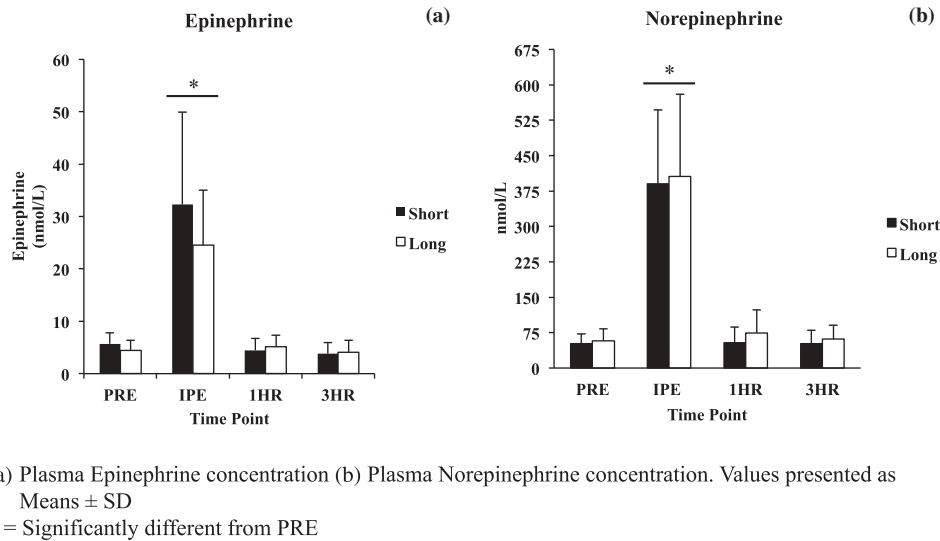 Epinephrine
(a)
60
50
40
30
20
10
0
Epinephrine
(nmol/L)
*
Short
Long
PRE IPE 1HR 3HR
Time Point
Norepinephrine
(b)
675
600
525
450
375
300
225
150
75
0
nmol/L
*
Short
Long
PRE IPE 1HR 3HR
Time Point
a) Plasma Epinephrine concentration (b) Plasma Norepinephrine concentration. Values presented as
Means ± SD
= Significantly different from PRE